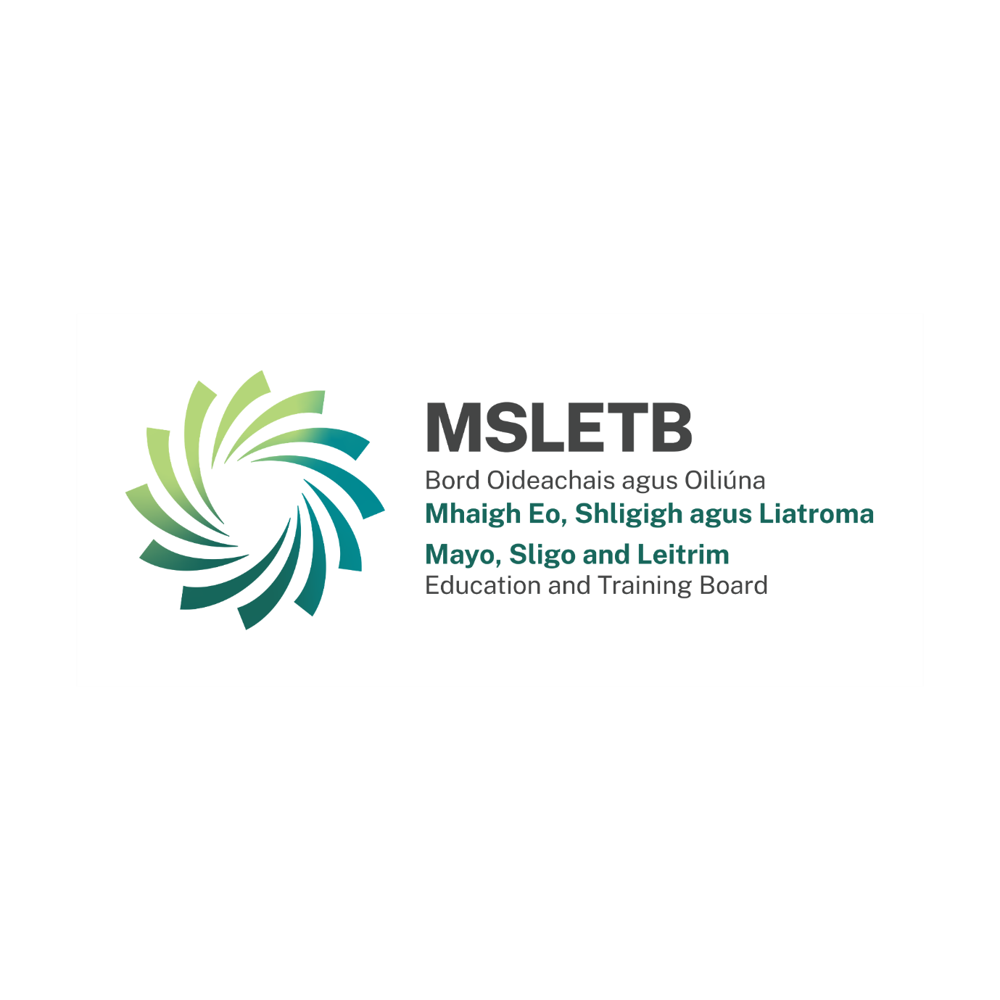 MSLETB
Bord Oideachais agus Oiliúna
Mhaigh Eo, Shligigh agus Liatroma
Mayo, Sligo and Leitrim
Education and Training Board